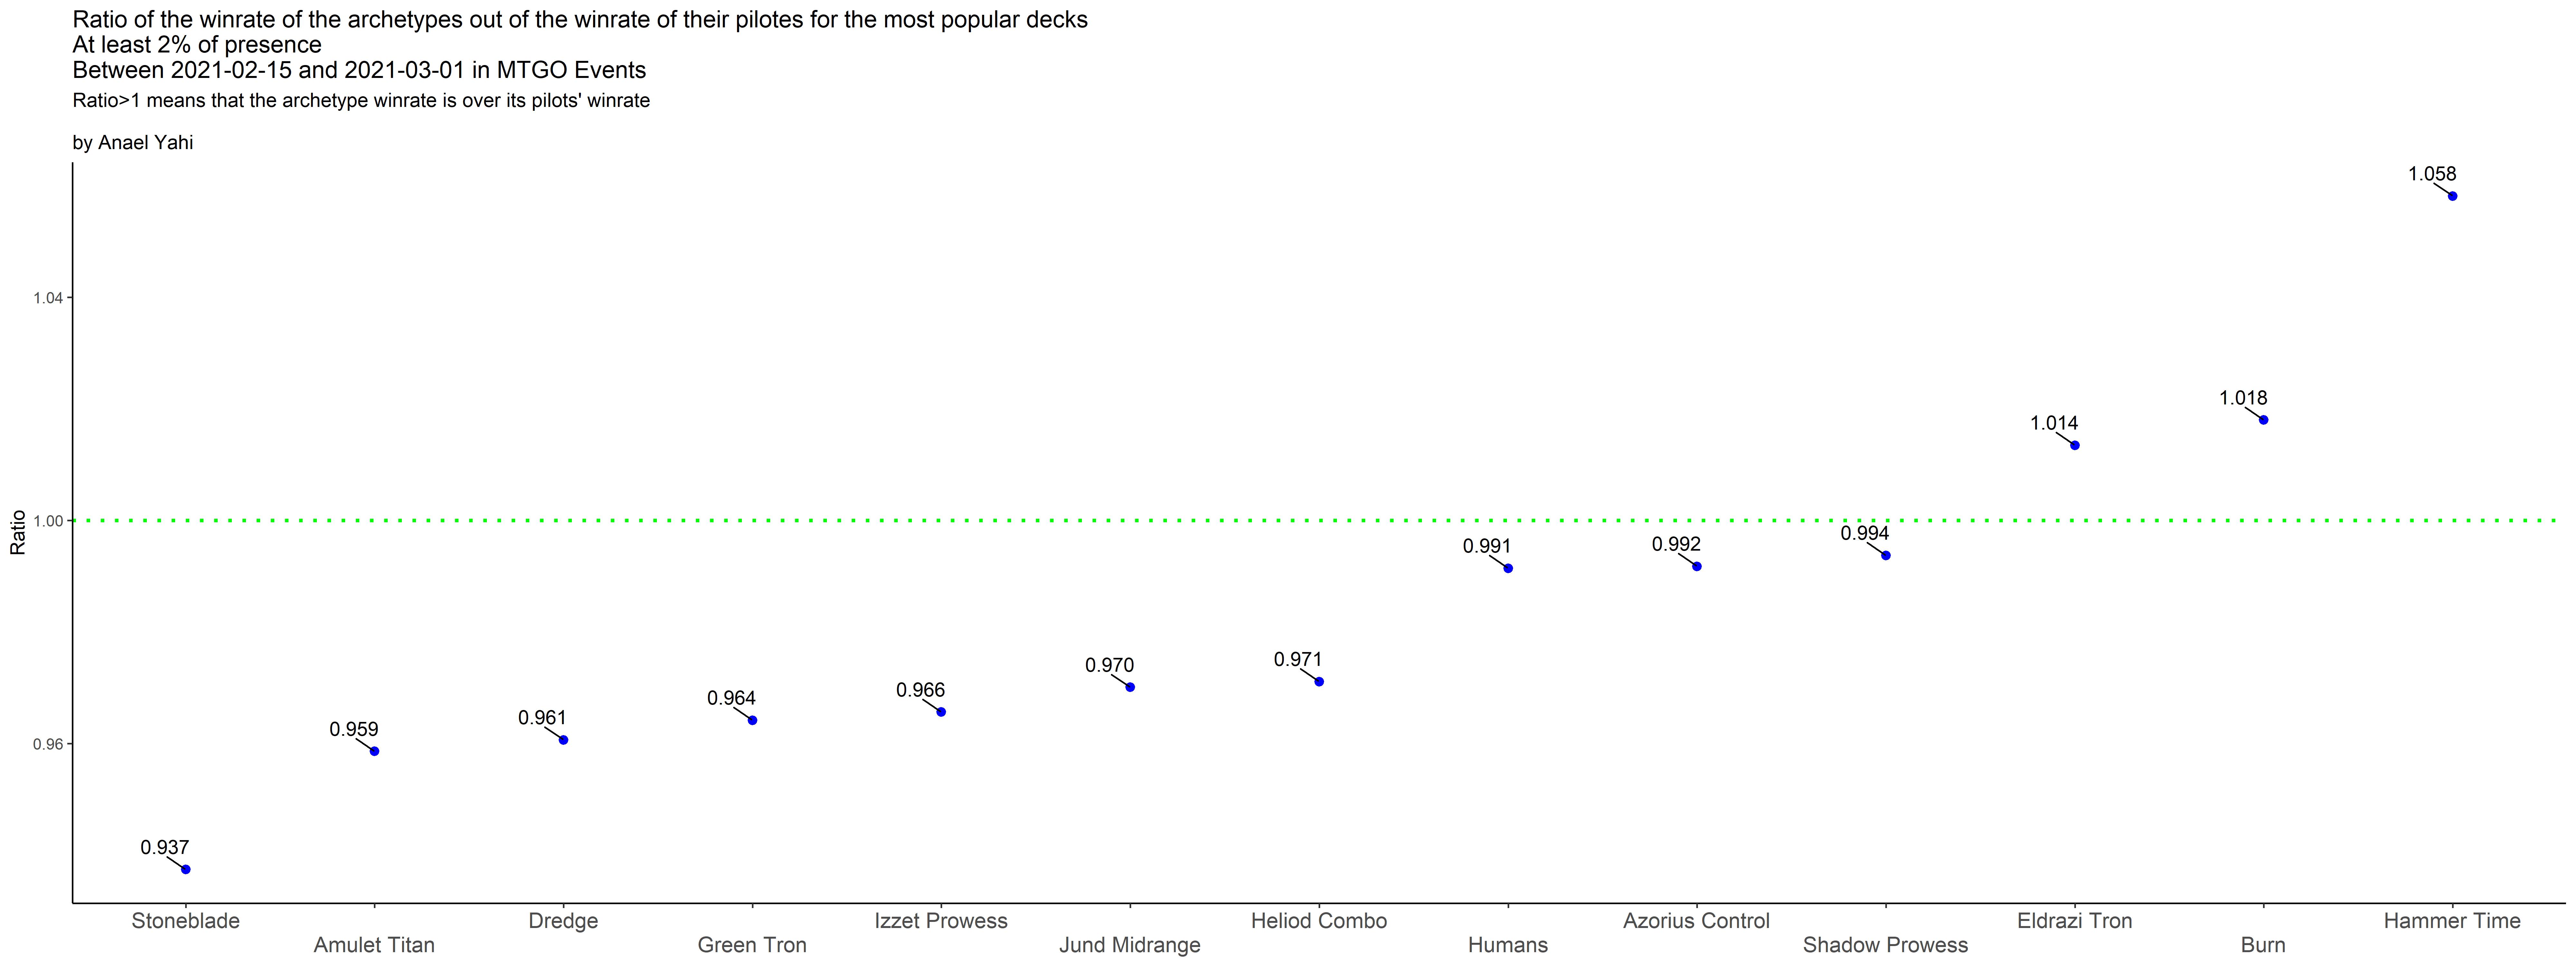 Ratio of the winrate of the archetypes out of the winrate of their pilotes for the most popular decks
At least 2% of presence
Between 2021-02-15 and 2021-03-01 in MTGO Events
Ratio>1 means that the archetype winrate is over its pilots' winrate
by Anael Yahi
Ratio
1.04
1.00
0.96
0.937
0.959
0.961
0.964
0.966
0.970
0.971
0.991
0.992
0.994
1.014
1.018
1.058
Stoneblade
Amulet Titan
Dredge
Green Tron
Izzet Prowess
Jund Midrange
Heliod Combo
Humans
Azorius Control
Shadow Prowess
Eldrazi Tron
Burn
Hammer Time